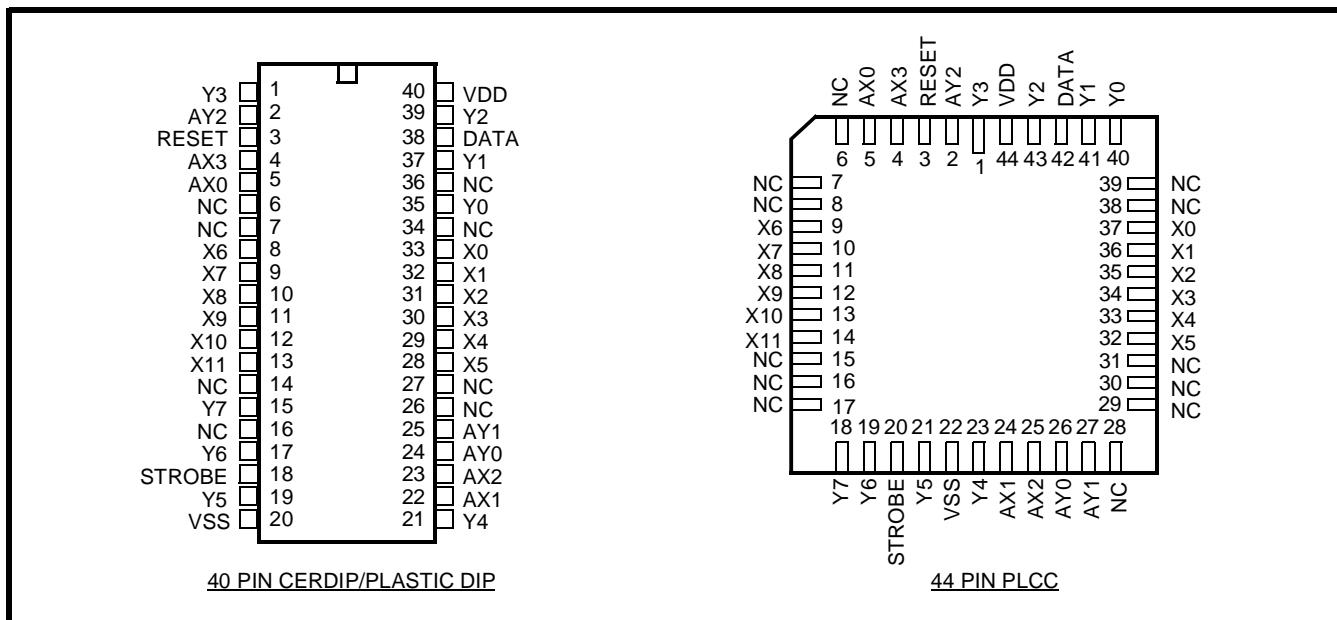 Y3 1 40 VDD
AY2 2 39 Y2
RESET 3 38 DATA
AX3 4 37 Y1
AX0 5 36 NC
NC 6 35 Y0
NC 7 34 NC
X6 8 33 X0
X7 9 32 X1
X8 10 31 X2
X9 11 30 X3
X10 12 29 X4
X11 13 28 X5
NC 14 27 NC
Y7 15 26 NC
NC 16 25 AY1
Y6 17 24 AY0
STROBE 18 23 AX2
Y5 19 22 AX1
VSS 20 21 Y4
40 PIN CERDIP/PLASTIC DIP
NC AX0 AX3 RESET AY2 Y3 VDD Y2 DATA Y1 Y0
6 5 4 3 2 1 44 43 42 41 40
NC 7 39 NC
NC 8 38 NC
X6 9 37 X0
X7 10 36 X1
X8 11 35 X2
X9 12 34 X3
X10 13 33 X4
X11 14 32 X5
NC 15 31 NC
NC 16 30 NC
NC 17 29 NC
18 19 20 21 22 23 24 25 26 27 28
Y7 Y6 STROBE Y5 VSS Y4 AX1 AX2 AY0 AY1 NC
44 PIN PLCC